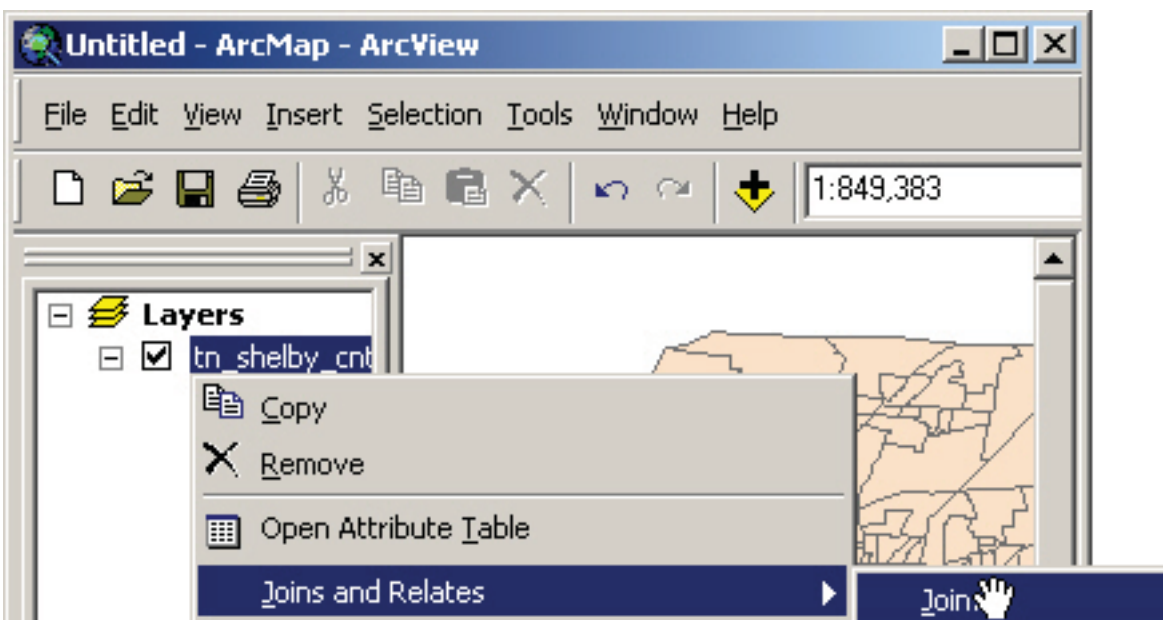 Untitled - ArcMap - ArcView
File Edit View Insert Selection Tools Window Help
1:849,383
Layers
tn_shelby_cnt
Copy
Remove
Open Attribute Table
Joins and Relates
Join